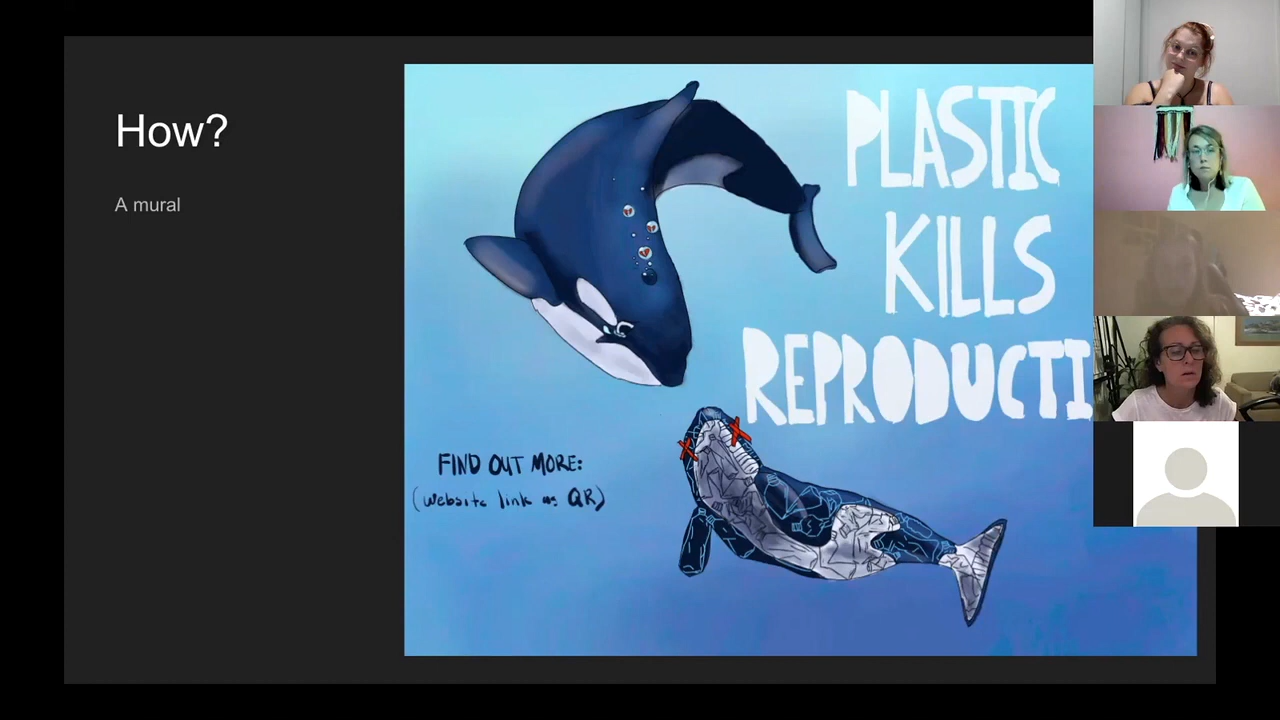 How?
A mural
PLASTIC
KILLS
REPRODUCTI
FIND OUT MORE:
(website link as QR)